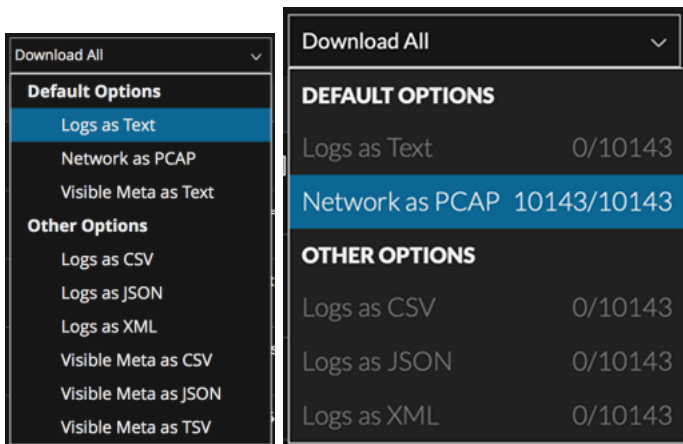 Download All
Default Options
Logs as Text
Network as PCAP
Visible Meta as Text
Other Options
Logs as CSV
Logs as JSON
Logs as XML
Visible Meta as CSV
Visible Meta as JSON
Visible Meta as TSV
Download All
DEFAULT OPTIONS
Logs as Text 0/10143
Network as PCAP 10143/10143
OTHER OPTIONS
Logs as CSV 0/10143
Logs as JSON 0/10143
Logs as XML 0/10143